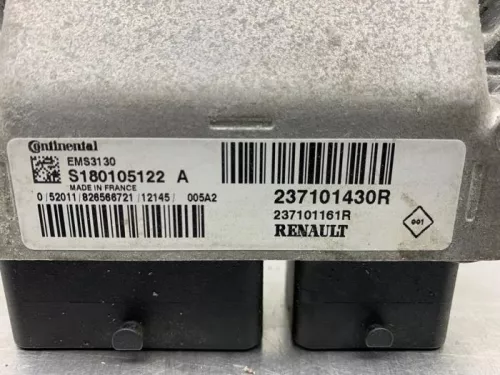 Continental
EMS3130
S180105122 A
MADE IN FRANCE
0/52011/826566721/12145/ 005A2
237101430R
237101161R
RENAULT
001